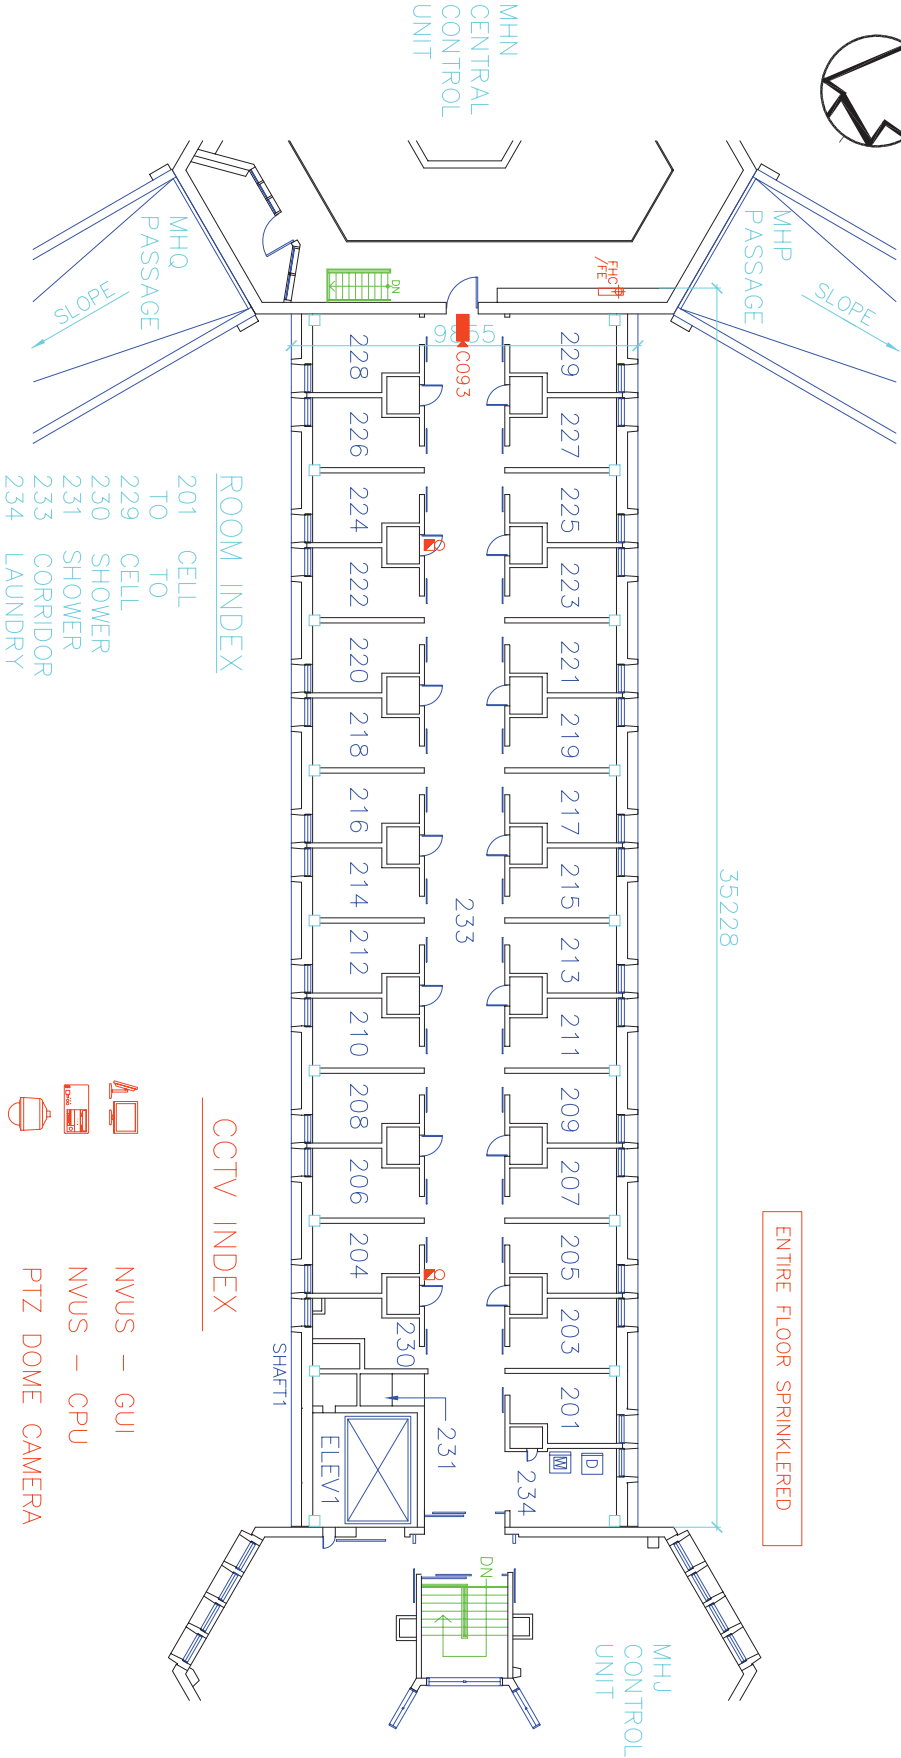 MHN
CENTRAL
CONTROL
UNIT
MHP
PASSAGE
SLOPE
MHQ
PASSAGE
SLOPE
DN
FHC
/FE
9855
C093
35228
229
227
225
223
221
219
217
215
213
211
209
207
205
203
201
234
W
D
233
228
226
224
222
220
218
216
214
212
210
208
206
204
230
231
SHAFT1
ELEV1
DN
MHJ
CONTROL
UNIT
ENTIRE FLOOR SPRINKLERED
ROOM INDEX
201 CELL
TO TO
229 CELL
230 SHOWER
231 SHOWER
233 CORRIDOR
234 LAUNDRY
CCTV INDEX
NVUS – GUI
NVUS – CPU
PTZ DOME CAMERA